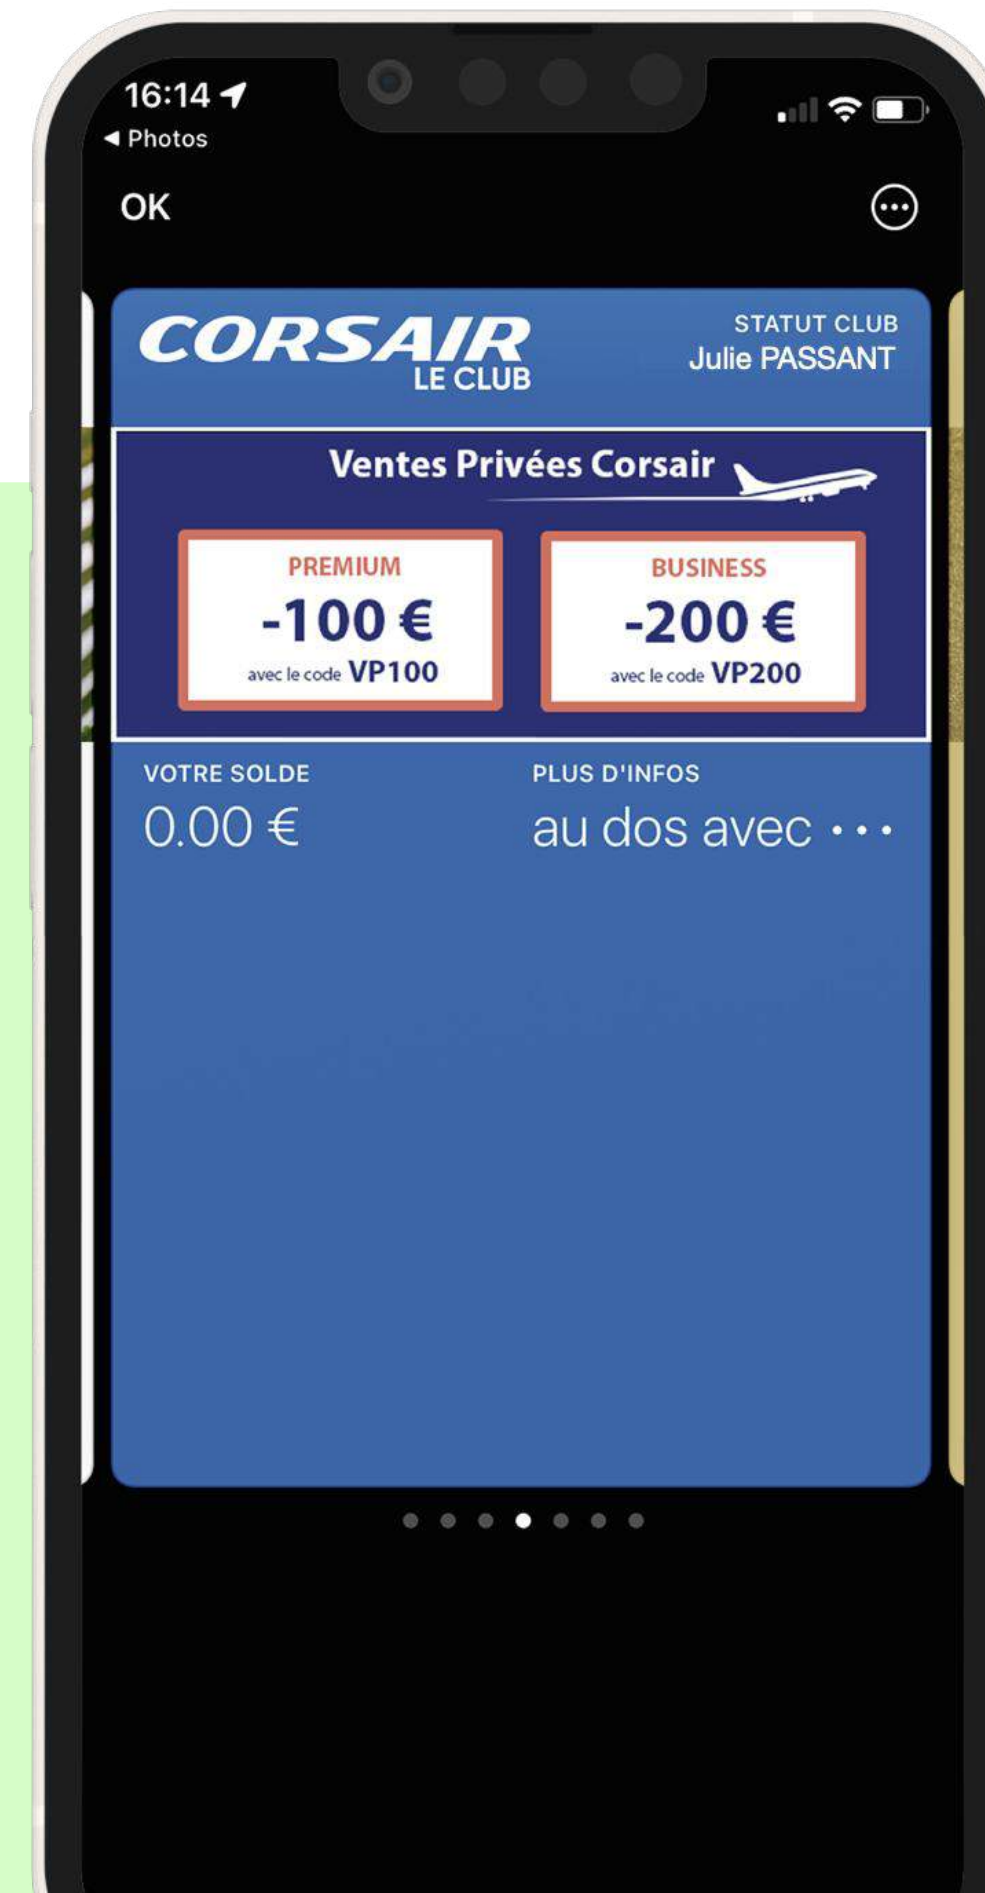 16:14
◀ Photos
OK
CORSAIR
LE CLUB
STATUT CLUB
Julie PASSANT
Ventes Privées Corsair
PREMIUM
-100 €
avec le code VP100
BUSINESS
-200 €
avec le code VP200
VOTRE SOLDE
0.00 €
PLUS D'INFOS
au dos avec •••